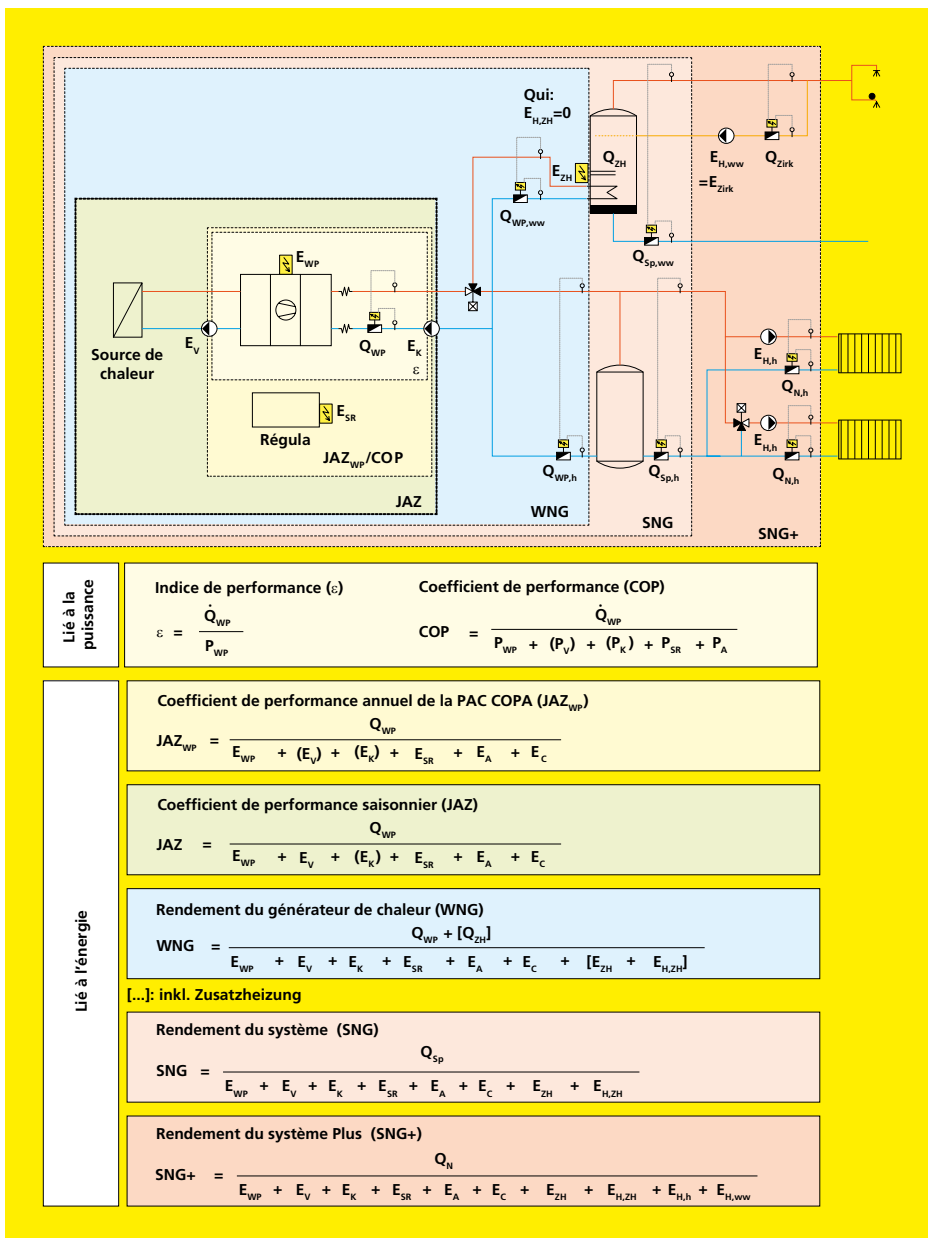 Qui:
E_H,ZH=0
Q_ZH
E_ZH
E_H,ww
=E_Zirk
Q_Zirk
Q_WP,ww
Q_Sp,ww
E_WP
Source de
chaleur
E_V
Q_WP
E_K
ε
E_SR
Régula
JAZ_WP/COP
JAZ
E_H,h
Q_N,h
E_H,h
Q_N,h
Q_WP,h
Q_Sp,h
WNG
SNG
SNG+
Lié à la
puissance
Indice de performance (ε)
ε = Q̇_WP / P_WP
Coefficient de performance (COP)
COP = Q̇_WP / P_WP + (P_V) + (P_K) + P_SR + P_A
Lié à l'énergie
Coefficient de performance annuel de la PAC COPA (JAZ_WP)
JAZ_WP = Q_WP / E_WP + (E_V) + (E_K) + E_SR + E_A + E_C
Coefficient de performance saisonnier (JAZ)
JAZ = Q_WP / E_WP + E_V + (E_K) + E_SR + E_A + E_C
Rendement du générateur de chaleur (WNG)
WNG = Q_WP + [Q_ZH] / E_WP + E_V + E_K + E_SR + E_A + E_C + [E_ZH + E_H,ZH]
[...]: inkl. Zusatzheizung
Rendement du système (SNG)
SNG = Q_Sp / E_WP + E_V + E_K + E_SR + E_A + E_C + E_ZH + E_H,ZH
Rendement du système Plus (SNG+)
SNG+ = Q_N / E_WP + E_V + E_K + E_SR + E_A + E_C + E_ZH + E_H,ZH + E_H,h + E_H,ww